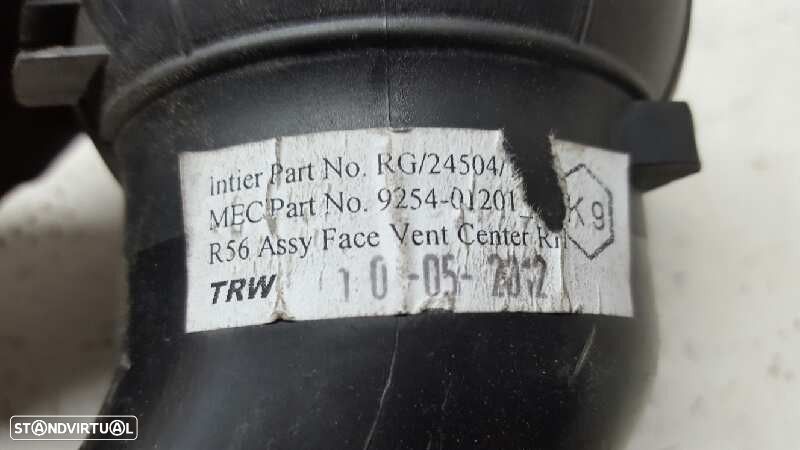 intier Part No. RG/24504/
MEC Part No. 9254-01201_
K9
R56 Assy Face Vent Center
TRW 10-05-2012
STANDVIRTUAL